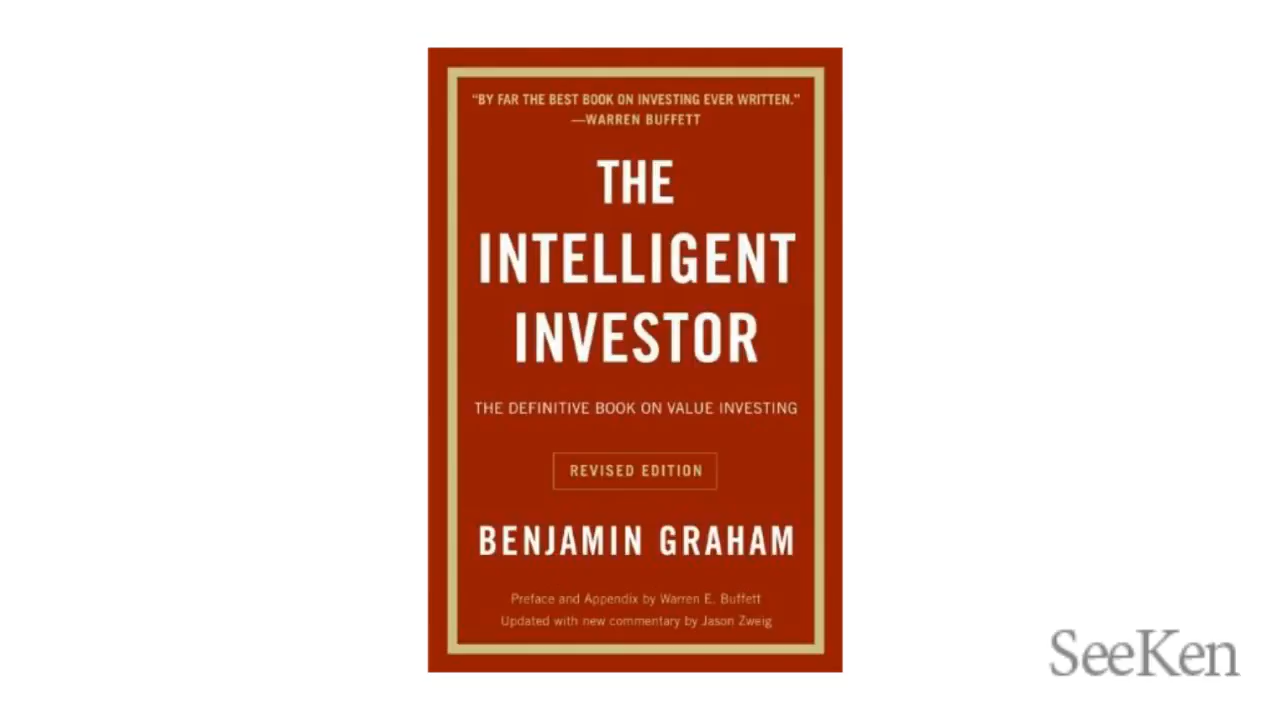 “BY FAR THE BEST BOOK ON INVESTING EVER WRITTEN.”
—WARREN BUFFETT
THE
INTELLIGENT
INVESTOR
THE DEFINITIVE BOOK ON VALUE INVESTING
REVISED EDITION
BENJAMIN GRAHAM
Preface and Appendix by Warren E. Buffett
Updated with new commentary by Jason Zweig
SeeKen